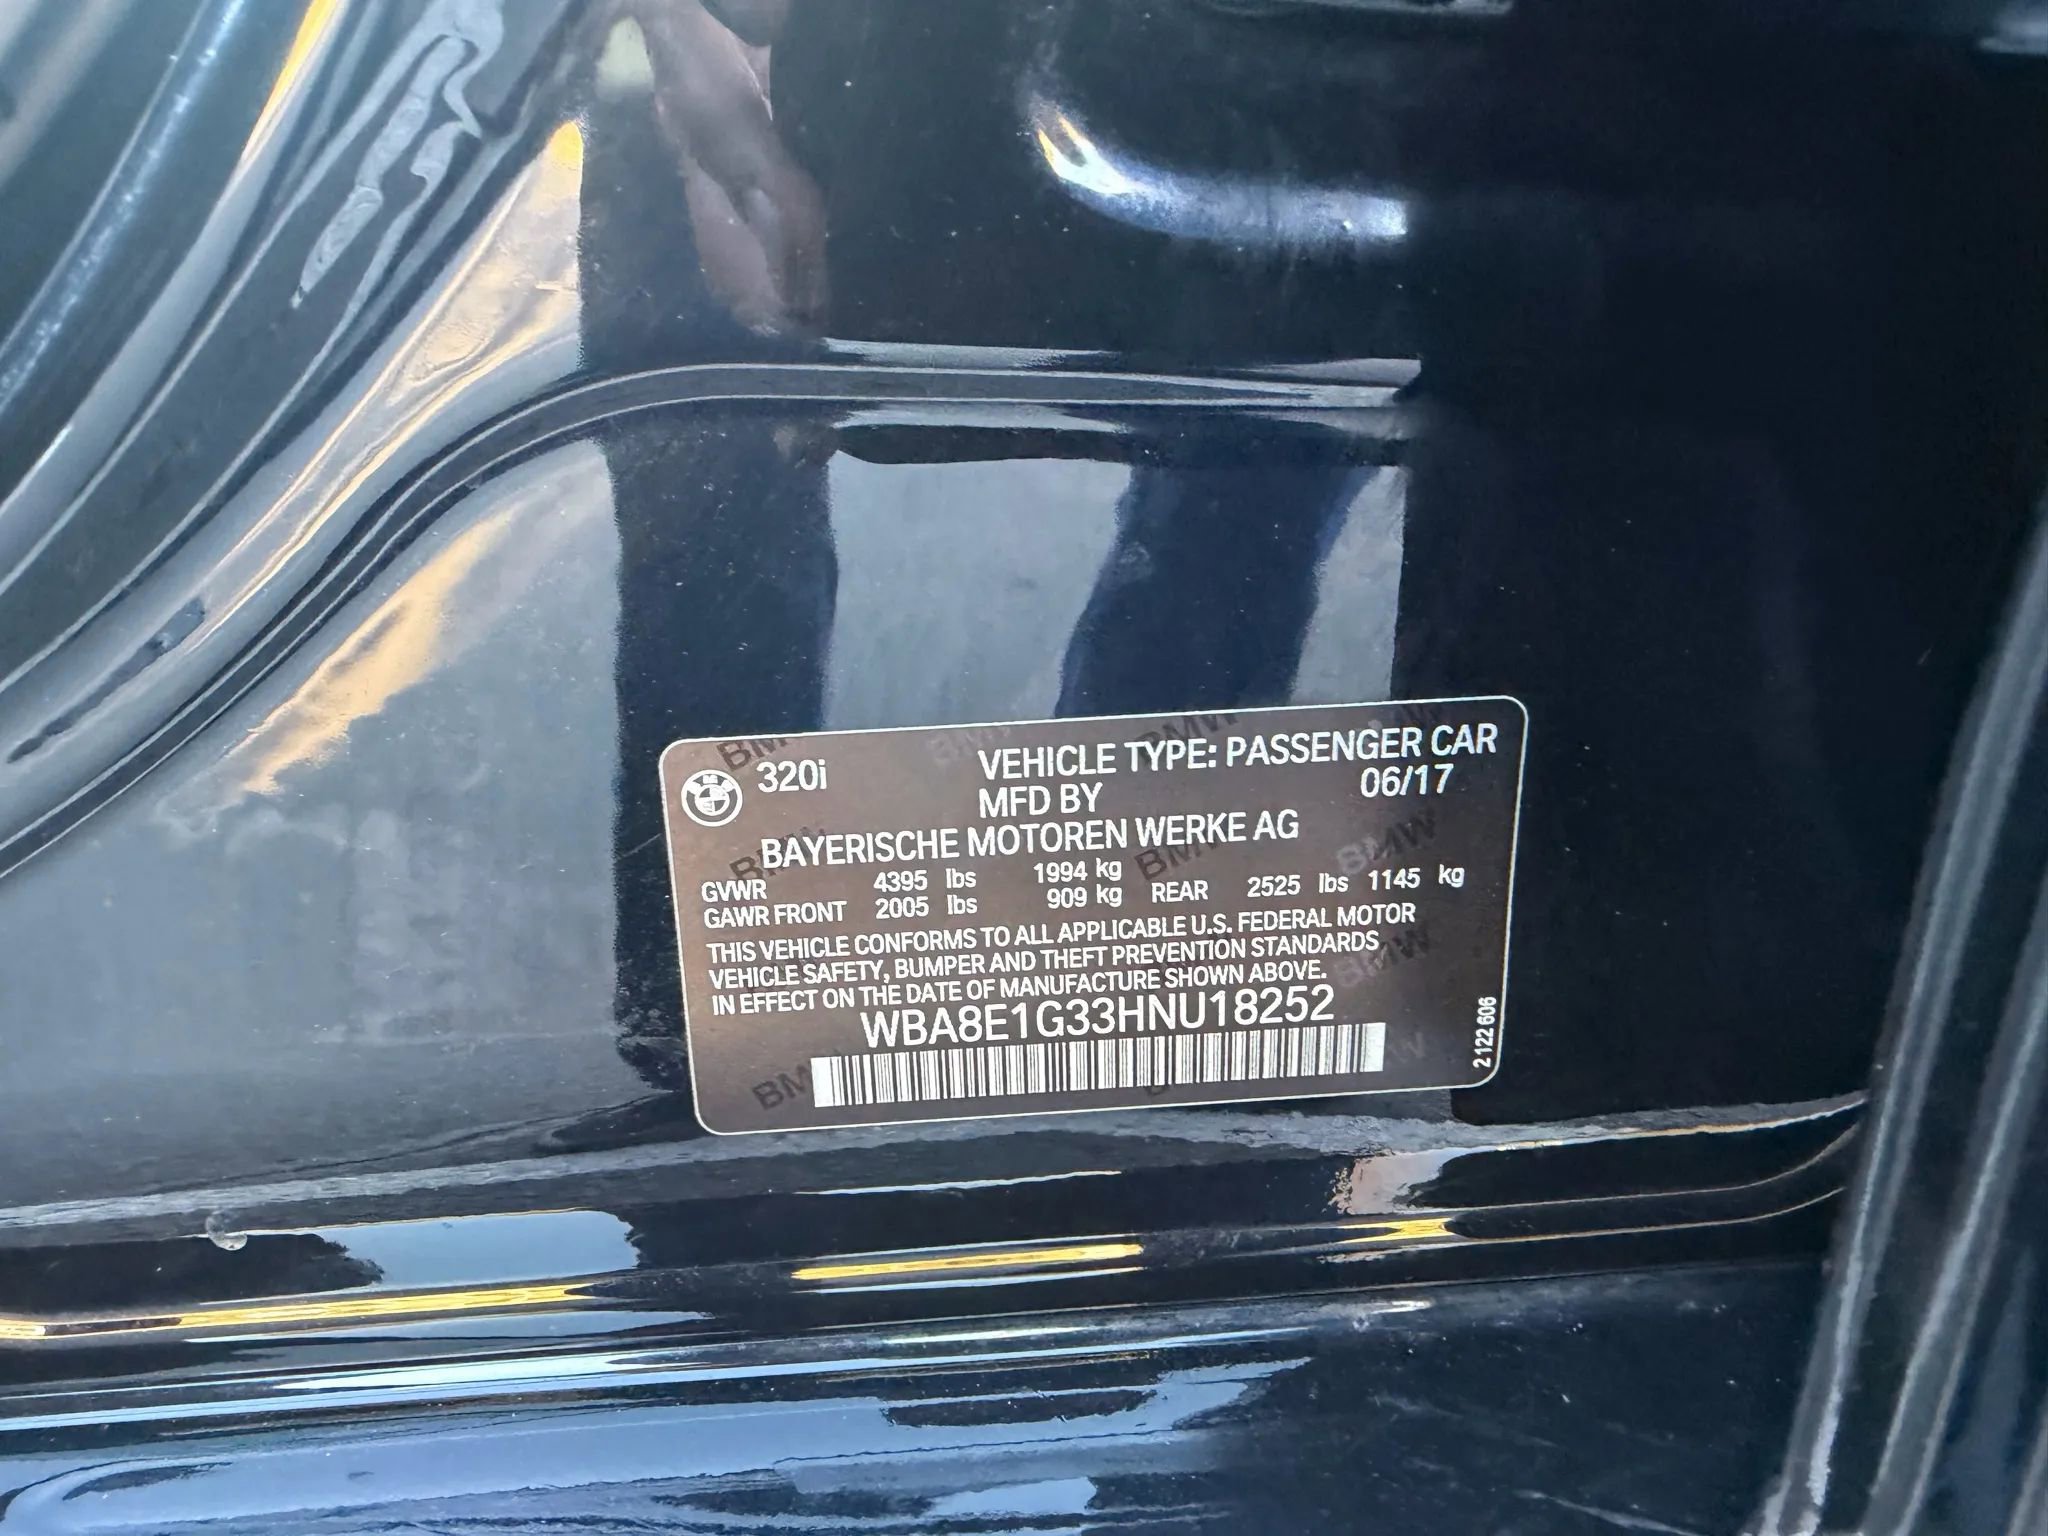 320i VEHICLE TYPE: PASSENGER CAR
MFD BY 06/17
BAYERISCHE MOTOREN WERKE AG
GVWR 4395 lbs 1994 kg
GAWR FRONT 2005 lbs 909 kg REAR 2525 lbs 1145 kg
THIS VEHICLE CONFORMS TO ALL APPLICABLE U.S. FEDERAL MOTOR
VEHICLE SAFETY, BUMPER AND THEFT PREVENTION STANDARDS
IN EFFECT ON THE DATE OF MANUFACTURE SHOWN ABOVE.
WBA8E1G33HNU18252
2 122 606